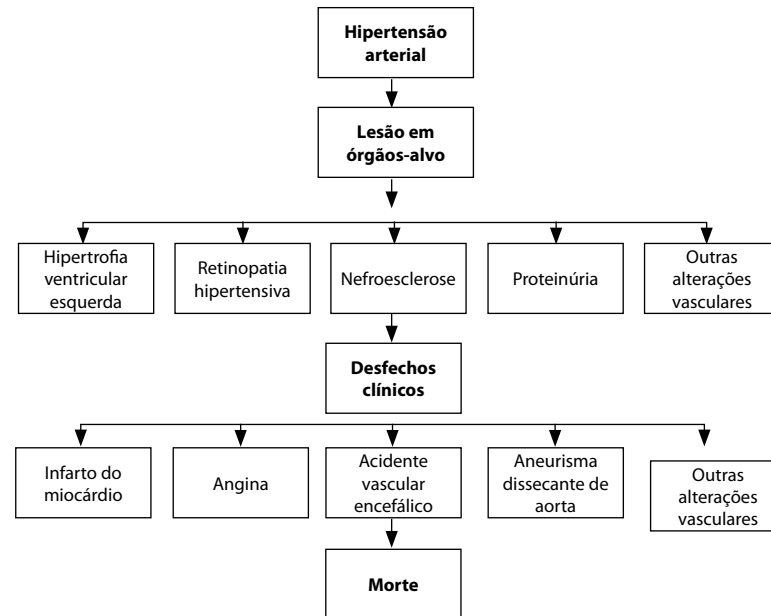 Hipertensão
arterial
Lesão em
órgãos-alvo
Hipertrofia
ventricular
esquerda
Retinopatia
hipertensiva
Nefroesclerose
Proteinúria
Outras
alterações
vasculares
Desfechos
clínicos
Infarto do
miocárdio
Angina
Acidente
vascular
encefálico
Aneurisma
dissecante de
aorta
Outras
alterações
vasculares
Morte